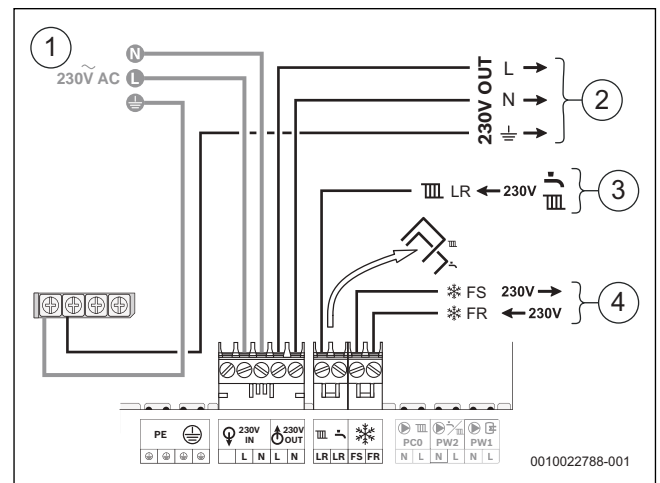 1
N
230V AC L
230V OUT
L
N
2
LR 230V
3
FS 230V
FR 230V
4
PE
230V IN
L N
230V OUT
L N
LR LR
FS FR
PC0
N L
PW2
N L
PW1
N L
0010022788-001